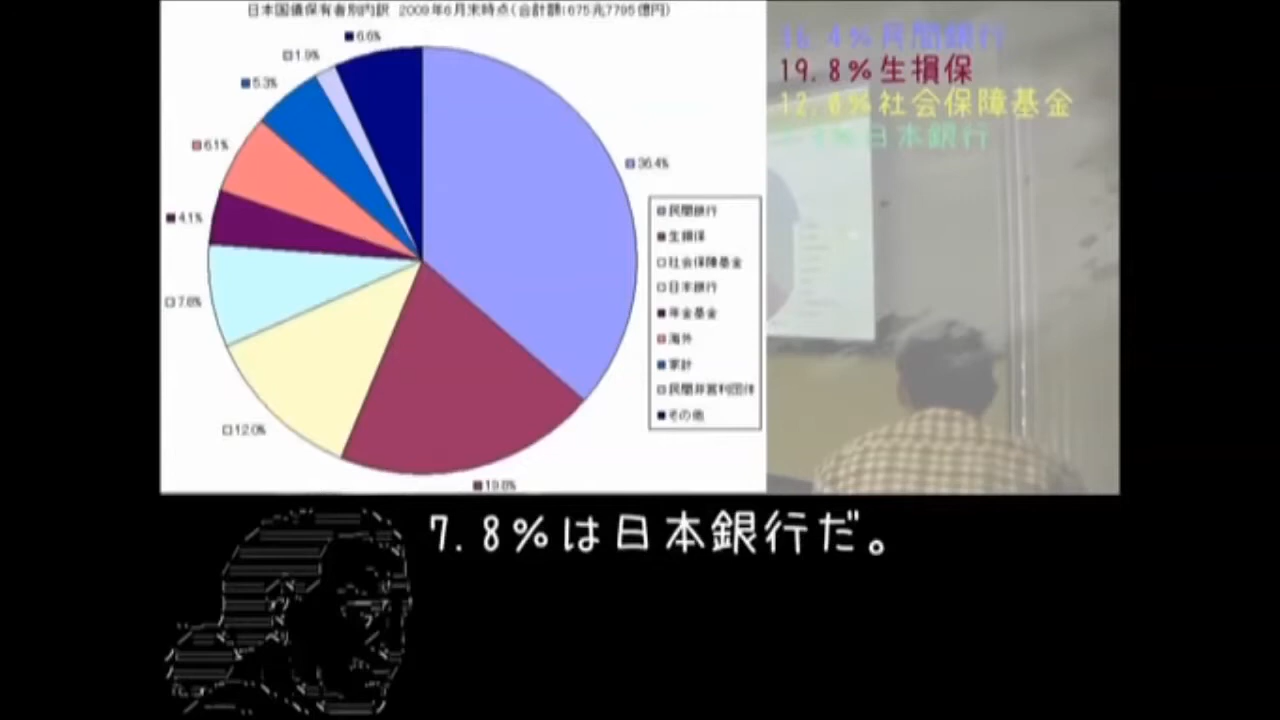 日本国債保有者別内訳 2009年6月末時点(合計額:675兆7795億円)
6.6%
1.9%
5.3%
6.1%
4.1%
7.8%
12.0%
19.8%
36.4%
民間銀行
生損保
社会保障基金
日本銀行
年金基金
海外
家計
民間非営利団体
その他
36.4%民間銀行
19.8%生損保
12.0%社会保障基金
7.8%日本銀行
7.8%は日本銀行だ。